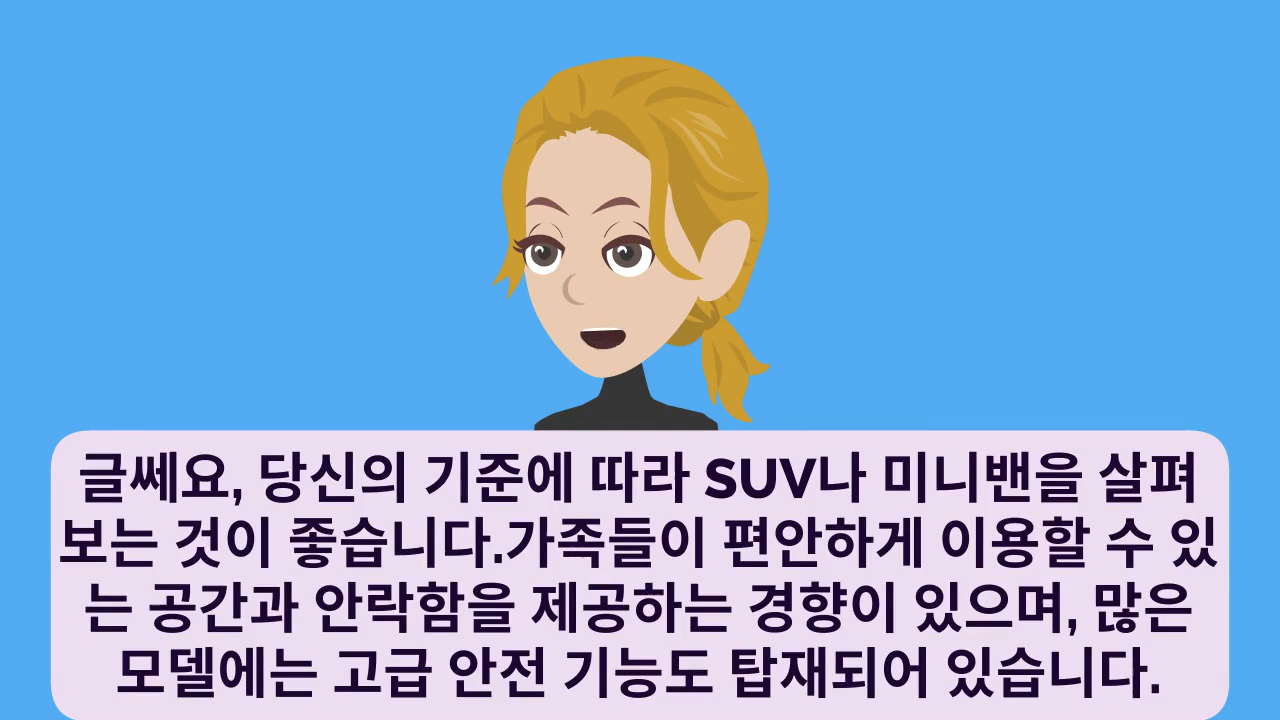 글쎄요, 당신의 기준에 따라 SUV나 미니밴을 살펴
보는 것이 좋습니다.가족들이 편안하게 이용할 수 있
는 공간과 안락함을 제공하는 경향이 있으며, 많은
모델에는 고급 안전 기능도 탑재되어 있습니다.